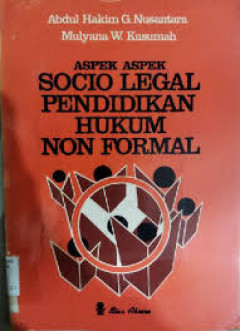 Abdul Hakim G. Nusantara
Mulyana W. Kusumah
ASPEK ASPEK
SOCIO LEGAL
PENDIDIKAN
HUKUM
NON FORMAL